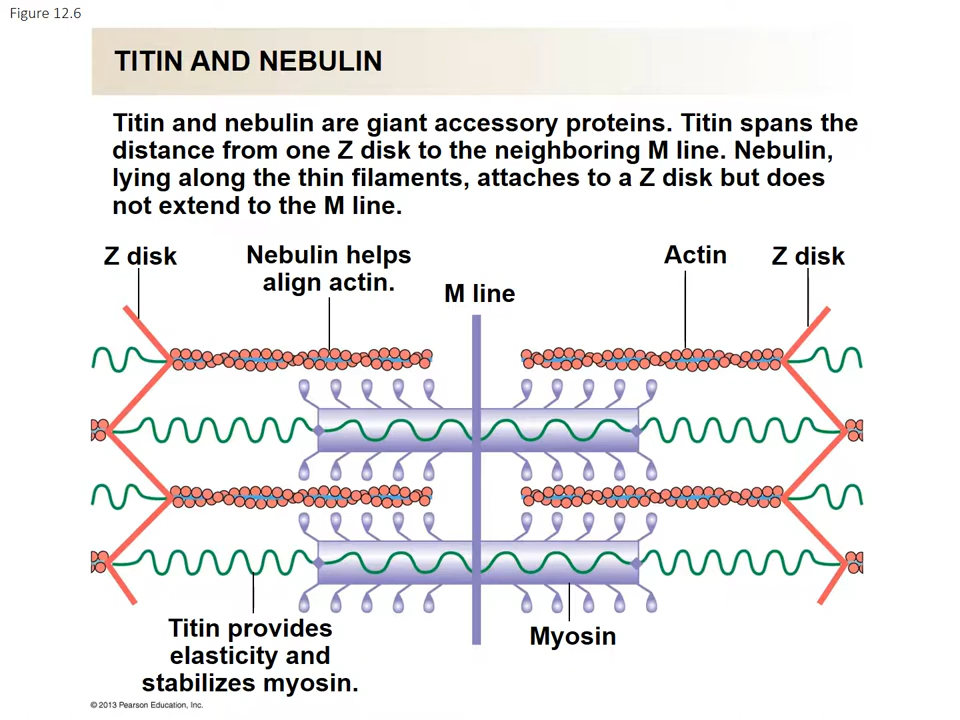 Figure 12.6
TITIN AND NEBULIN
Titin and nebulin are giant accessory proteins. Titin spans the
distance from one Z disk to the neighboring M line. Nebulin,
lying along the thin filaments, attaches to a Z disk but does
not extend to the M line.
Z disk
Nebulin helps
align actin.
M line
Actin
Z disk
Titin provides
elasticity and
stabilizes myosin.
Myosin
© 2013 Pearson Education, Inc.